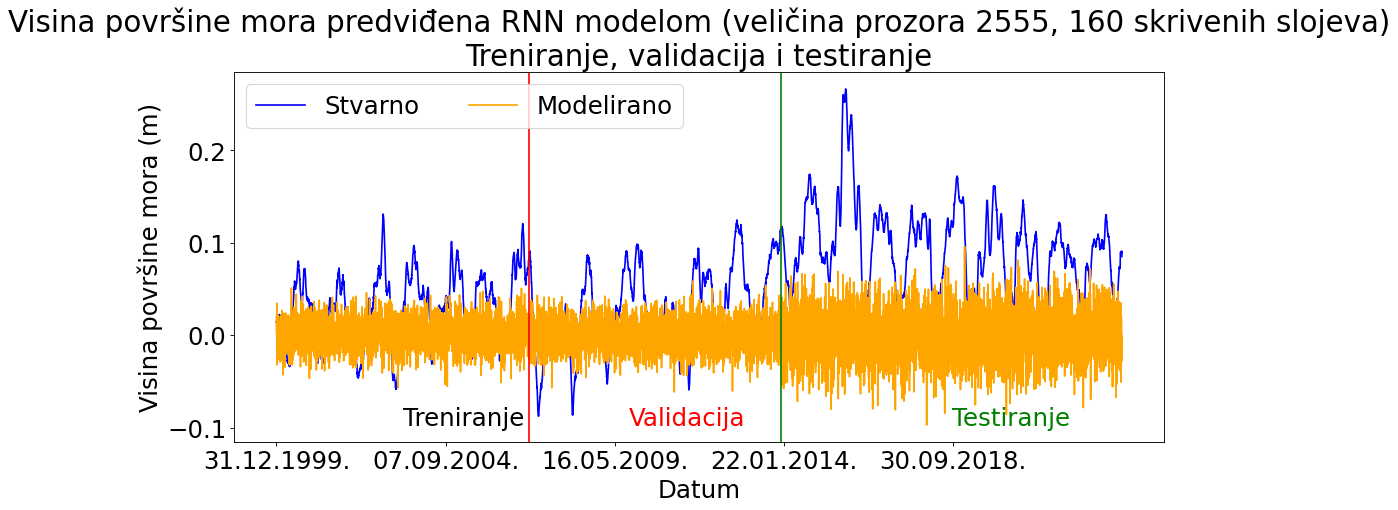 Visina površine mora predviđena RNN modelom (veličina prozora 2555, 160 skrivenih slojeva)
Treniranje, validacija i testiranje
Stvarno
Modelirano
Visina površine mora (m)
0.2
0.1
0.0
−0.1
Treniranje
Validacija
Testiranje
31.12.1999.
07.09.2004.
16.05.2009.
22.01.2014.
30.09.2018.
Datum